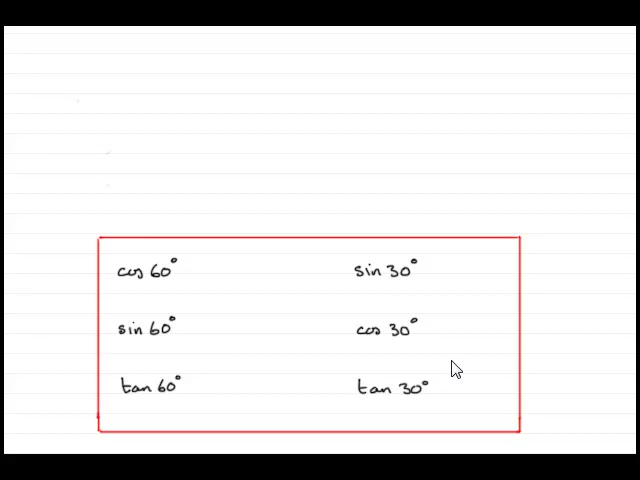 cos 60° sin 30°
sin 60° cos 30°
tan 60° tan 30°